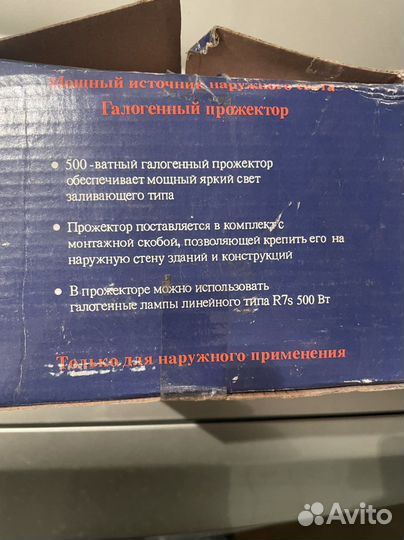 Мощный источник наружного света
Галогенный прожектор
500 -ватный галогенный прожектор
обеспечивает мощный яркий свет
заливающего типа
Прожектор поставляется в комплект с
монтажной скобой, позволяющей крепить его на
наружную стену зданий и конструкций
В прожекторе можно использовать
галогенные лампы линейного типа R7s 500 Вт
Только для наружного применения
Avito